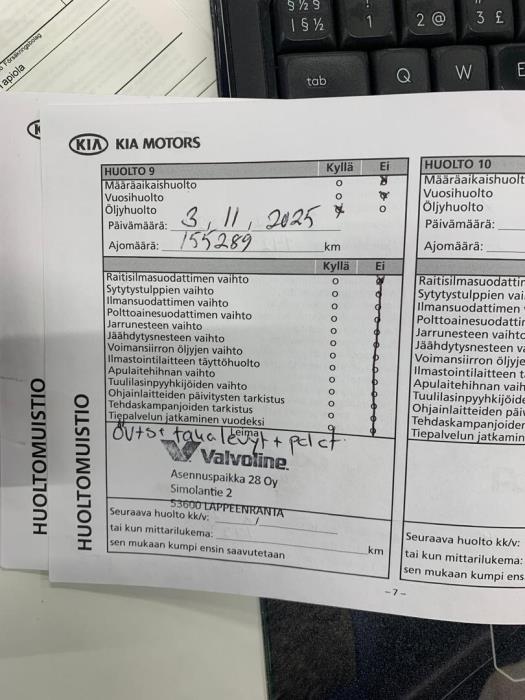 § ½ §
| § ½
!
1
2 @
3 £
tab
Q
W
E
Tapiola
HUOLTOMUISTIO
HUOLTOMUISTIO
KIA KIA MOTORS
HUOLTO 9 Kyllä Ei
Määräaikaishuolto
Vuosihuolto
Öljyhuolto
Päivämäärä: 3, 11, 2025
Ajomäärä: 155289 km
Kyllä Ei
Raitisilmasuodattimen vaihto
Sytytystulppien vaihto
Ilmansuodattimen vaihto
Polttoainesuodattimen vaihto
Jarrunesteen vaihto
Jäähdytysnesteen vaihto
Voimansiirron öljyjen vaihto
Ilmastointilaitteen täyttöhuolto
Apulaitehihnan vaihto
Tuulilasinpyyhkijöiden vaihto
Ohjainlaitteiden päivitysten tarkistus
Tehdaskampanjoiden tarkistus
Tiepalvelun jatkaminen vuodeksi
Leima
taka levyt +
Valvoline
Asennuspaikka 28 Oy
Simolantie 2
53600 LAPPEENRANTA
Seuraava huolto kk/v: /
tai kun mittarilukema: km
sen mukaan kumpi ensin saavutetaan
HUOLTO 10
Määräaikaishuolt
Vuosihuolto
Öljyhuolto
Päivämäärä:
Ajomäärä:
Raitisilmasuodattin
Sytytystulppien vai
Ilmansuodattimen
Polttoainesuodattin
Jarrunesteen vaihto
Jäähdytysnesteen va
Voimansiirron öljyje
Ilmastointilaitteen t
Apulaitehihnan vaih
Tuulilasinpyyhkijöide
Ohjainlaitteiden päiv
Tehdaskampanjoiden
Tiepalvelun jatkamin
Seuraava huolto kk/v:
tai kun mittarilukema:
sen mukaan kumpi ens
-7-